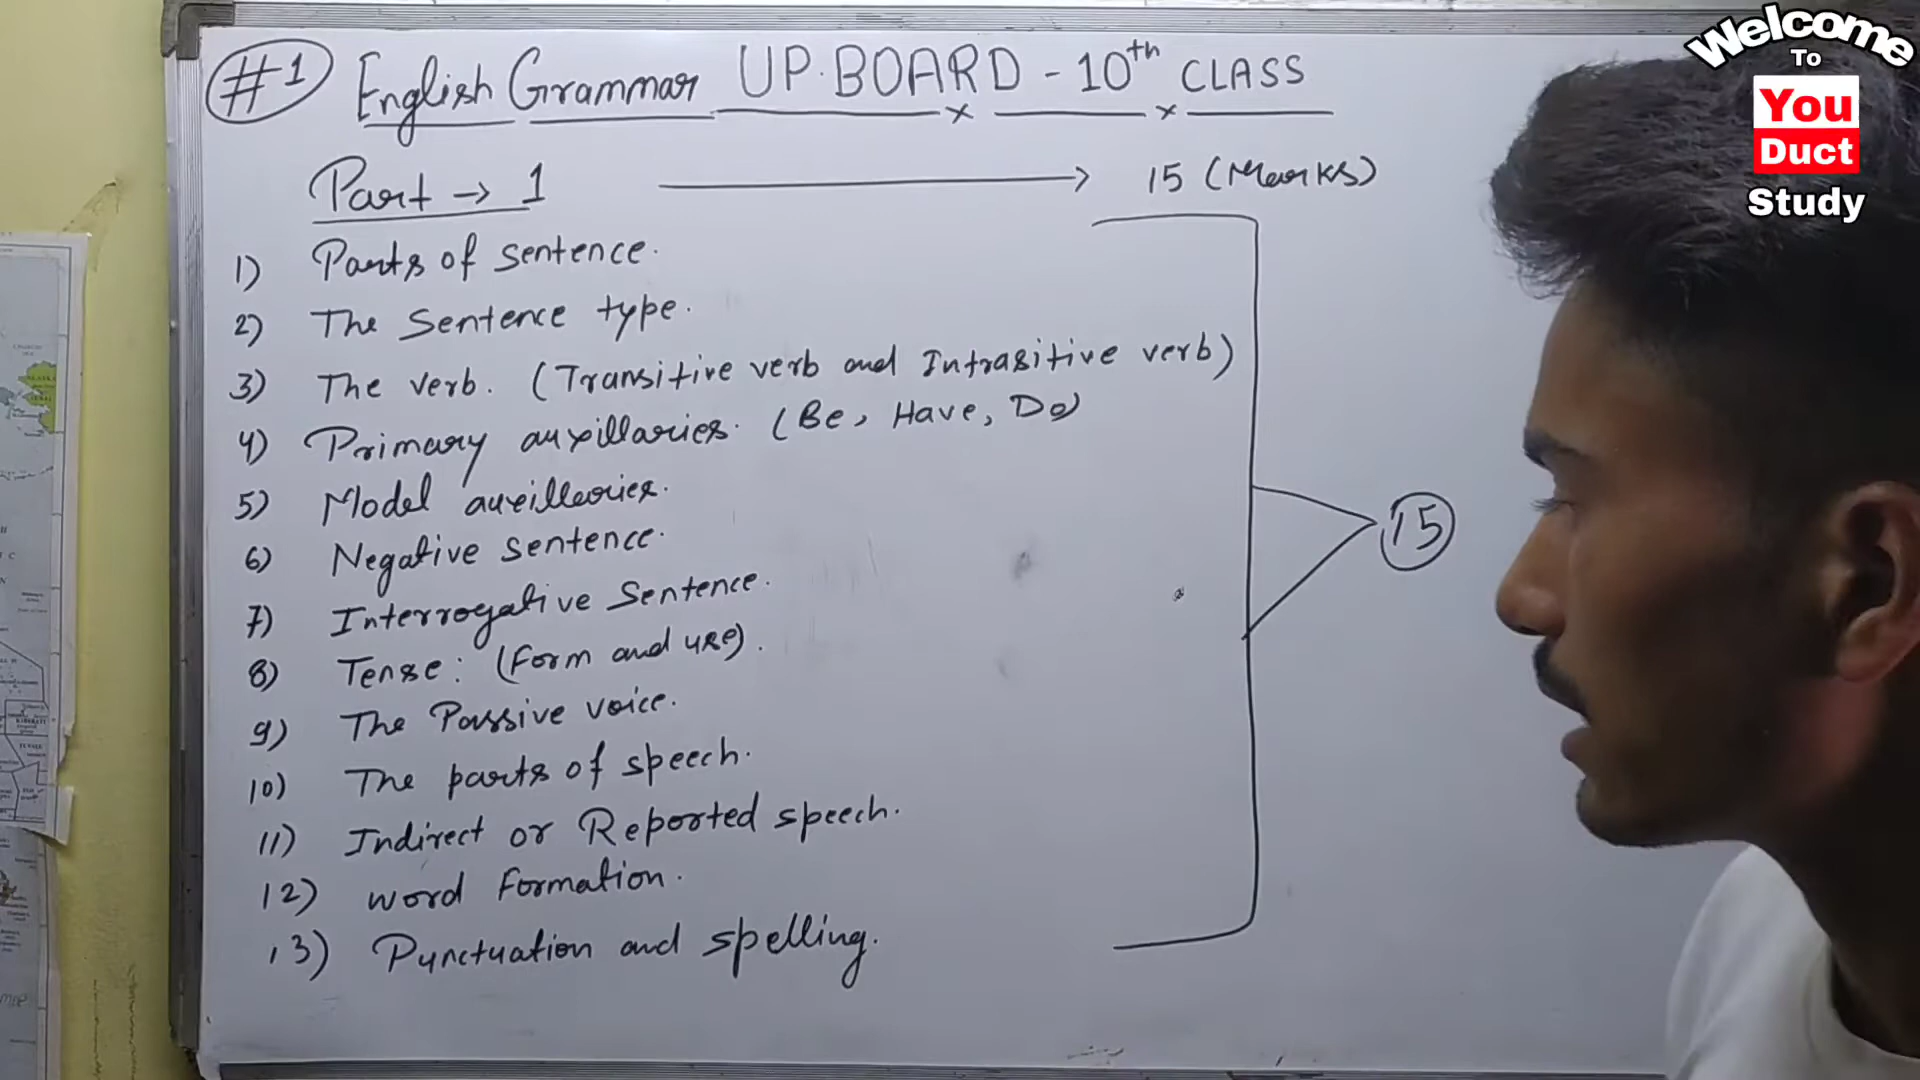 #1 English Grammar UP.BOARD - 10th CLASS
Part → 1 → 15 (Marks)
1) Parts of sentence.
2) The Sentence type.
3) The verb. (Transitive verb and Intrasitive verb)
4) Primary auxillaries. (Be, Have, Do)
5) Model auxillaries.
6) Negative sentence.
7) Interrogative Sentence.
8) Tense: (Form and use).
9) The Passive voice.
10) The parts of speech.
11) Indirect or Reported speech.
12) word formation.
13) Punctuation and spelling.
15
Welcome
To
You
Duct
Study